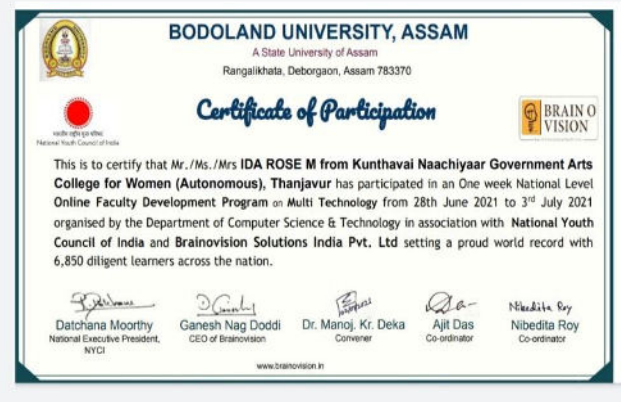 BODOLAND UNIVERSITY, ASSAM
A State University of Assam
Rangalikhata, Deborgaon, Assam 783370
Certificate of Participation
National Youth Council of India
BRAIN O
VISION
This is to certify that Mr./Ms./Mrs IDA ROSE M from Kunthavai Naachiyaar Government Arts
College for Women (Autonomous), Thanjavur has participated in an One week National Level
Online Faculty Development Program on Multi Technology from 28th June 2021 to 3rd July 2021
organised by the Department of Computer Science & Technology in association with National Youth
Council of India and Brainovision Solutions India Pvt. Ltd setting a proud world record with
6,850 diligent learners across the nation.
Nibedita Roy
Datchana Moorthy
National Executive President,
NYCI
Ganesh Nag Doddi
CEO of Brainovision
Dr. Manoj. Kr. Deka
Convener
Ajit Das
Co-ordinator
Nibedita Roy
Co-ordinator
www.brainovision.in